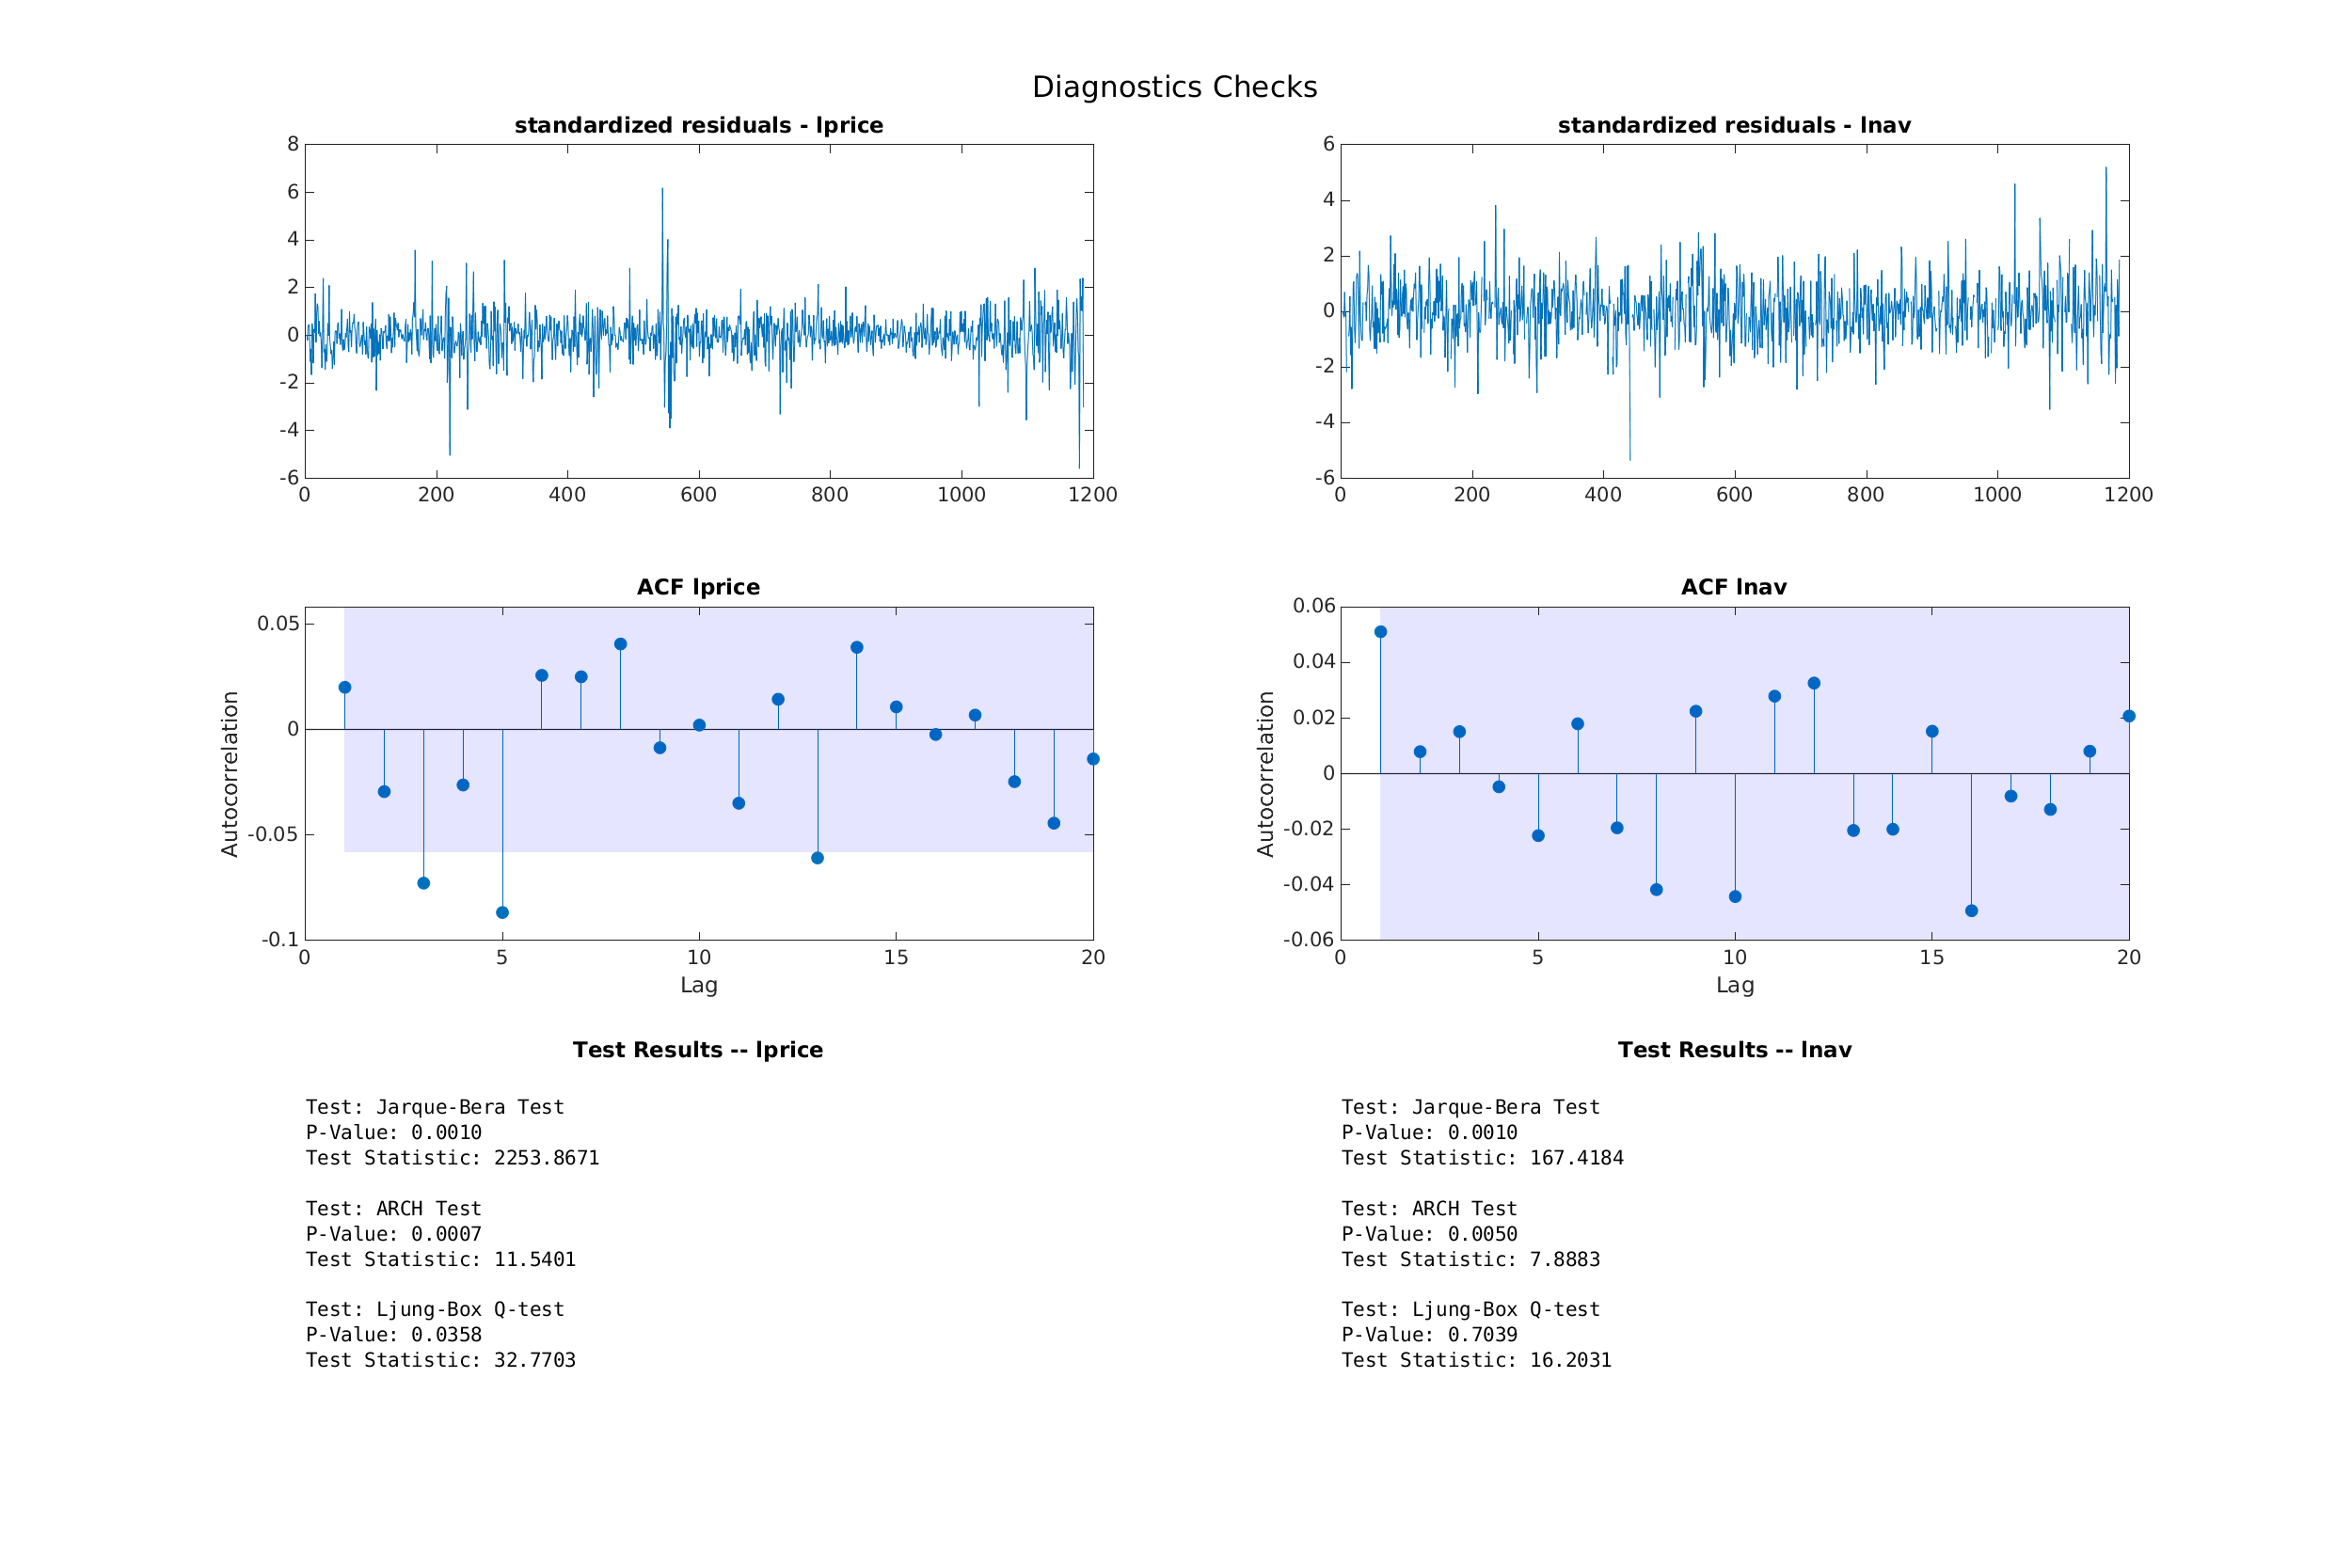 Diagnostics Checks
standardized residuals - lprice
8
6
4
2
0
-2
-4
-6
0 200 400 600 800 1000 1200
standardized residuals - lnav
6
4
2
0
-2
-4
-6
0 200 400 600 800 1000 1200
ACF lprice
Autocorrelation
0.05
0
-0.05
-0.1
0 5 10 15 20
Lag
ACF lnav
Autocorrelation
0.06
0.04
0.02
0
-0.02
-0.04
-0.06
0 5 10 15 20
Lag
Test Results -- lprice
Test: Jarque-Bera Test
P-Value: 0.0010
Test Statistic: 2253.8671
Test: ARCH Test
P-Value: 0.0007
Test Statistic: 11.5401
Test: Ljung-Box Q-test
P-Value: 0.0358
Test Statistic: 32.7703
Test Results -- lnav
Test: Jarque-Bera Test
P-Value: 0.0010
Test Statistic: 167.4184
Test: ARCH Test
P-Value: 0.0050
Test Statistic: 7.8883
Test: Ljung-Box Q-test
P-Value: 0.7039
Test Statistic: 16.2031